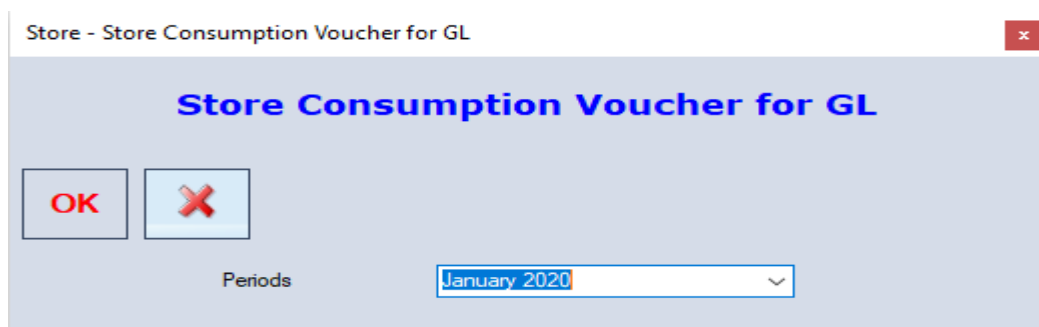 Store - Store Consumption Voucher for GL
x
Store Consumption Voucher for GL
OK
Periods January 2020